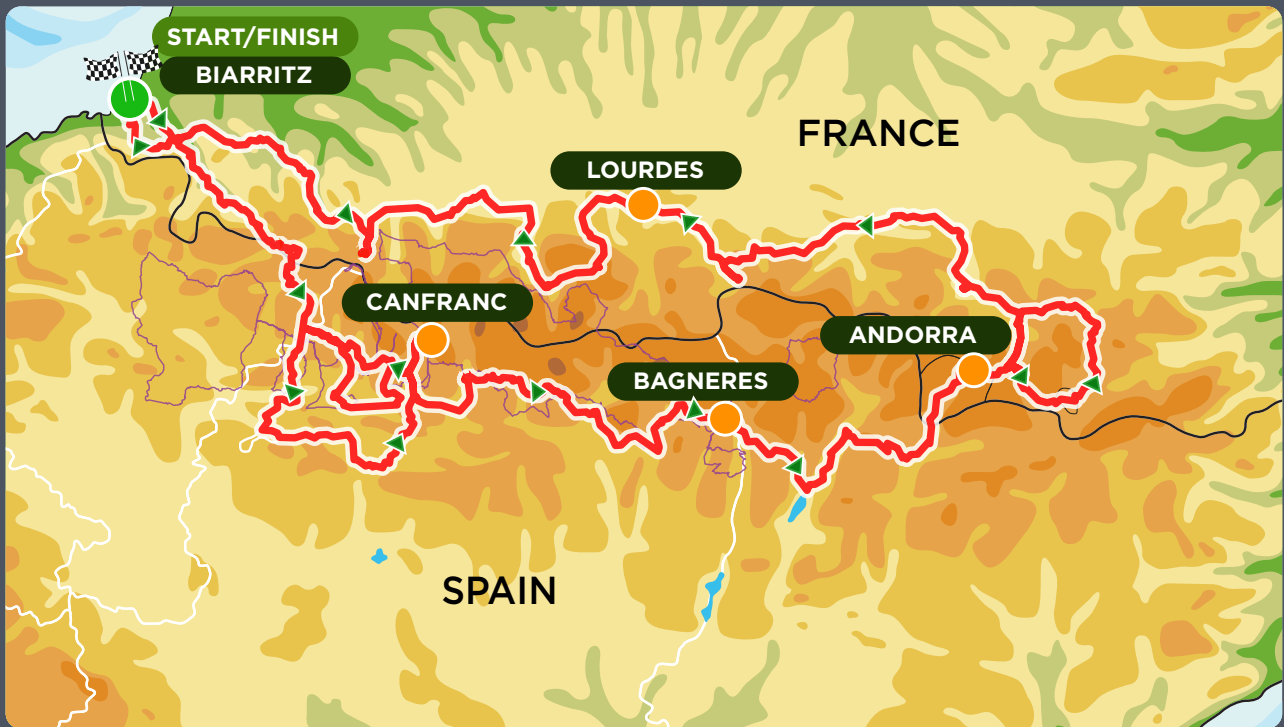 START/FINISH
BIARRITZ
FRANCE
LOURDES
CANFRANC
ANDORRA
BAGNERES
SPAIN